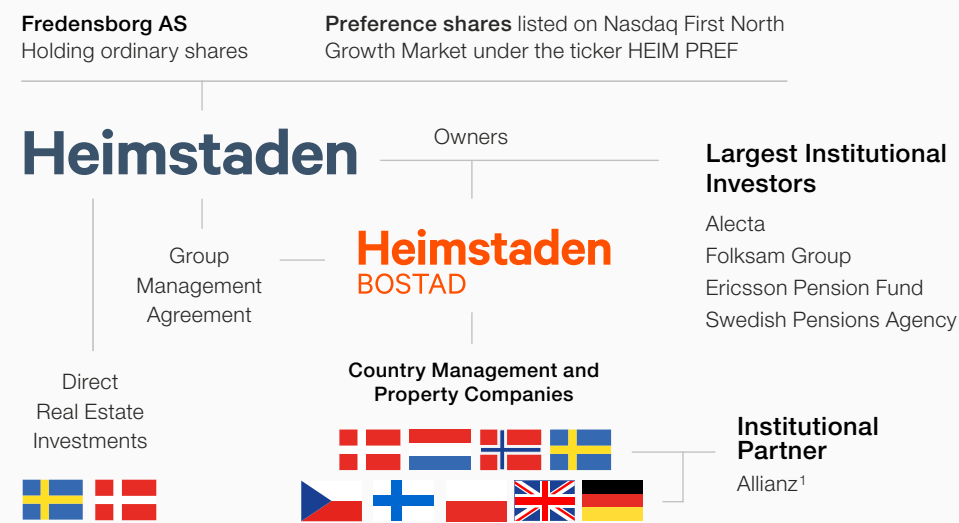 Fredensborg AS
Holding ordinary shares
Preference shares listed on Nasdaq First North
Growth Market under the ticker HEIM PREF
Heimstaden
Owners
Largest Institutional
Investors
Alecta
Folksam Group
Ericsson Pension Fund
Swedish Pensions Agency
Group
Management
Agreement
Heimstaden
BOSTAD
Direct
Real Estate
Investments
Country Management and
Property Companies
Institutional
Partner
Allianz¹